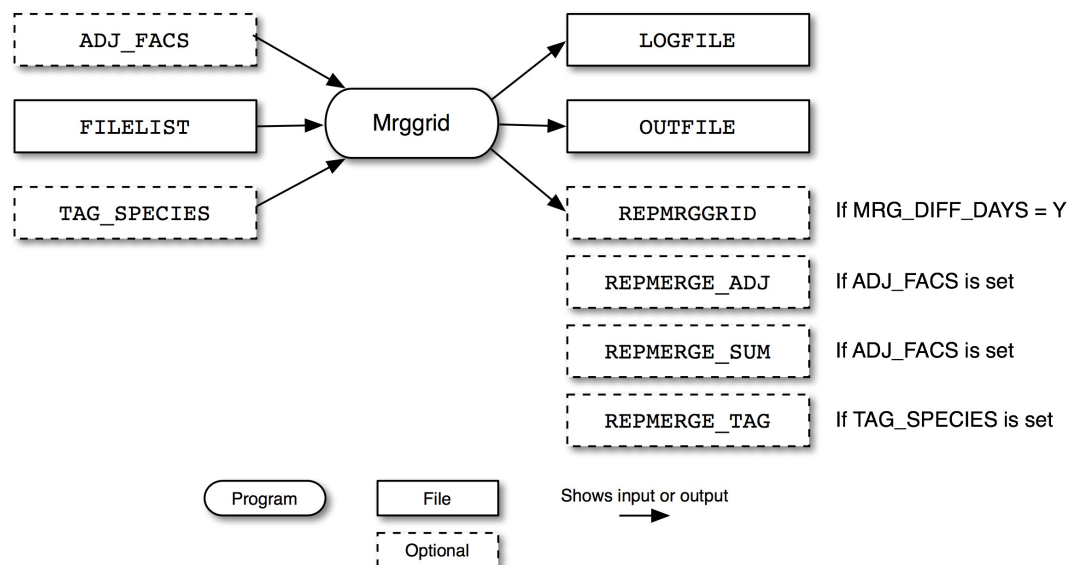 ADJ_FACS
LOGFILE
FILELIST
Mrggrid
OUTFILE
TAG_SPECIES
REPMRGGRID
If MRG_DIFF_DAYS = Y
REPMERGE_ADJ
If ADJ_FACS is set
REPMERGE_SUM
If ADJ_FACS is set
REPMERGE_TAG
If TAG_SPECIES is set
Program
File
Shows input or output
Optional